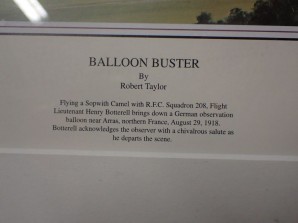 BALLOON BUSTER
By
Robert Taylor
Flying a Sopwith Camel with R.F.C. Squadron 208, Flight
Lieutenant Henry Botterell brings down a German observation
balloon near Arras, northern France, August 29, 1918.
Botterell acknowledges the observer with a chivalrous salute as
he departs the scene.